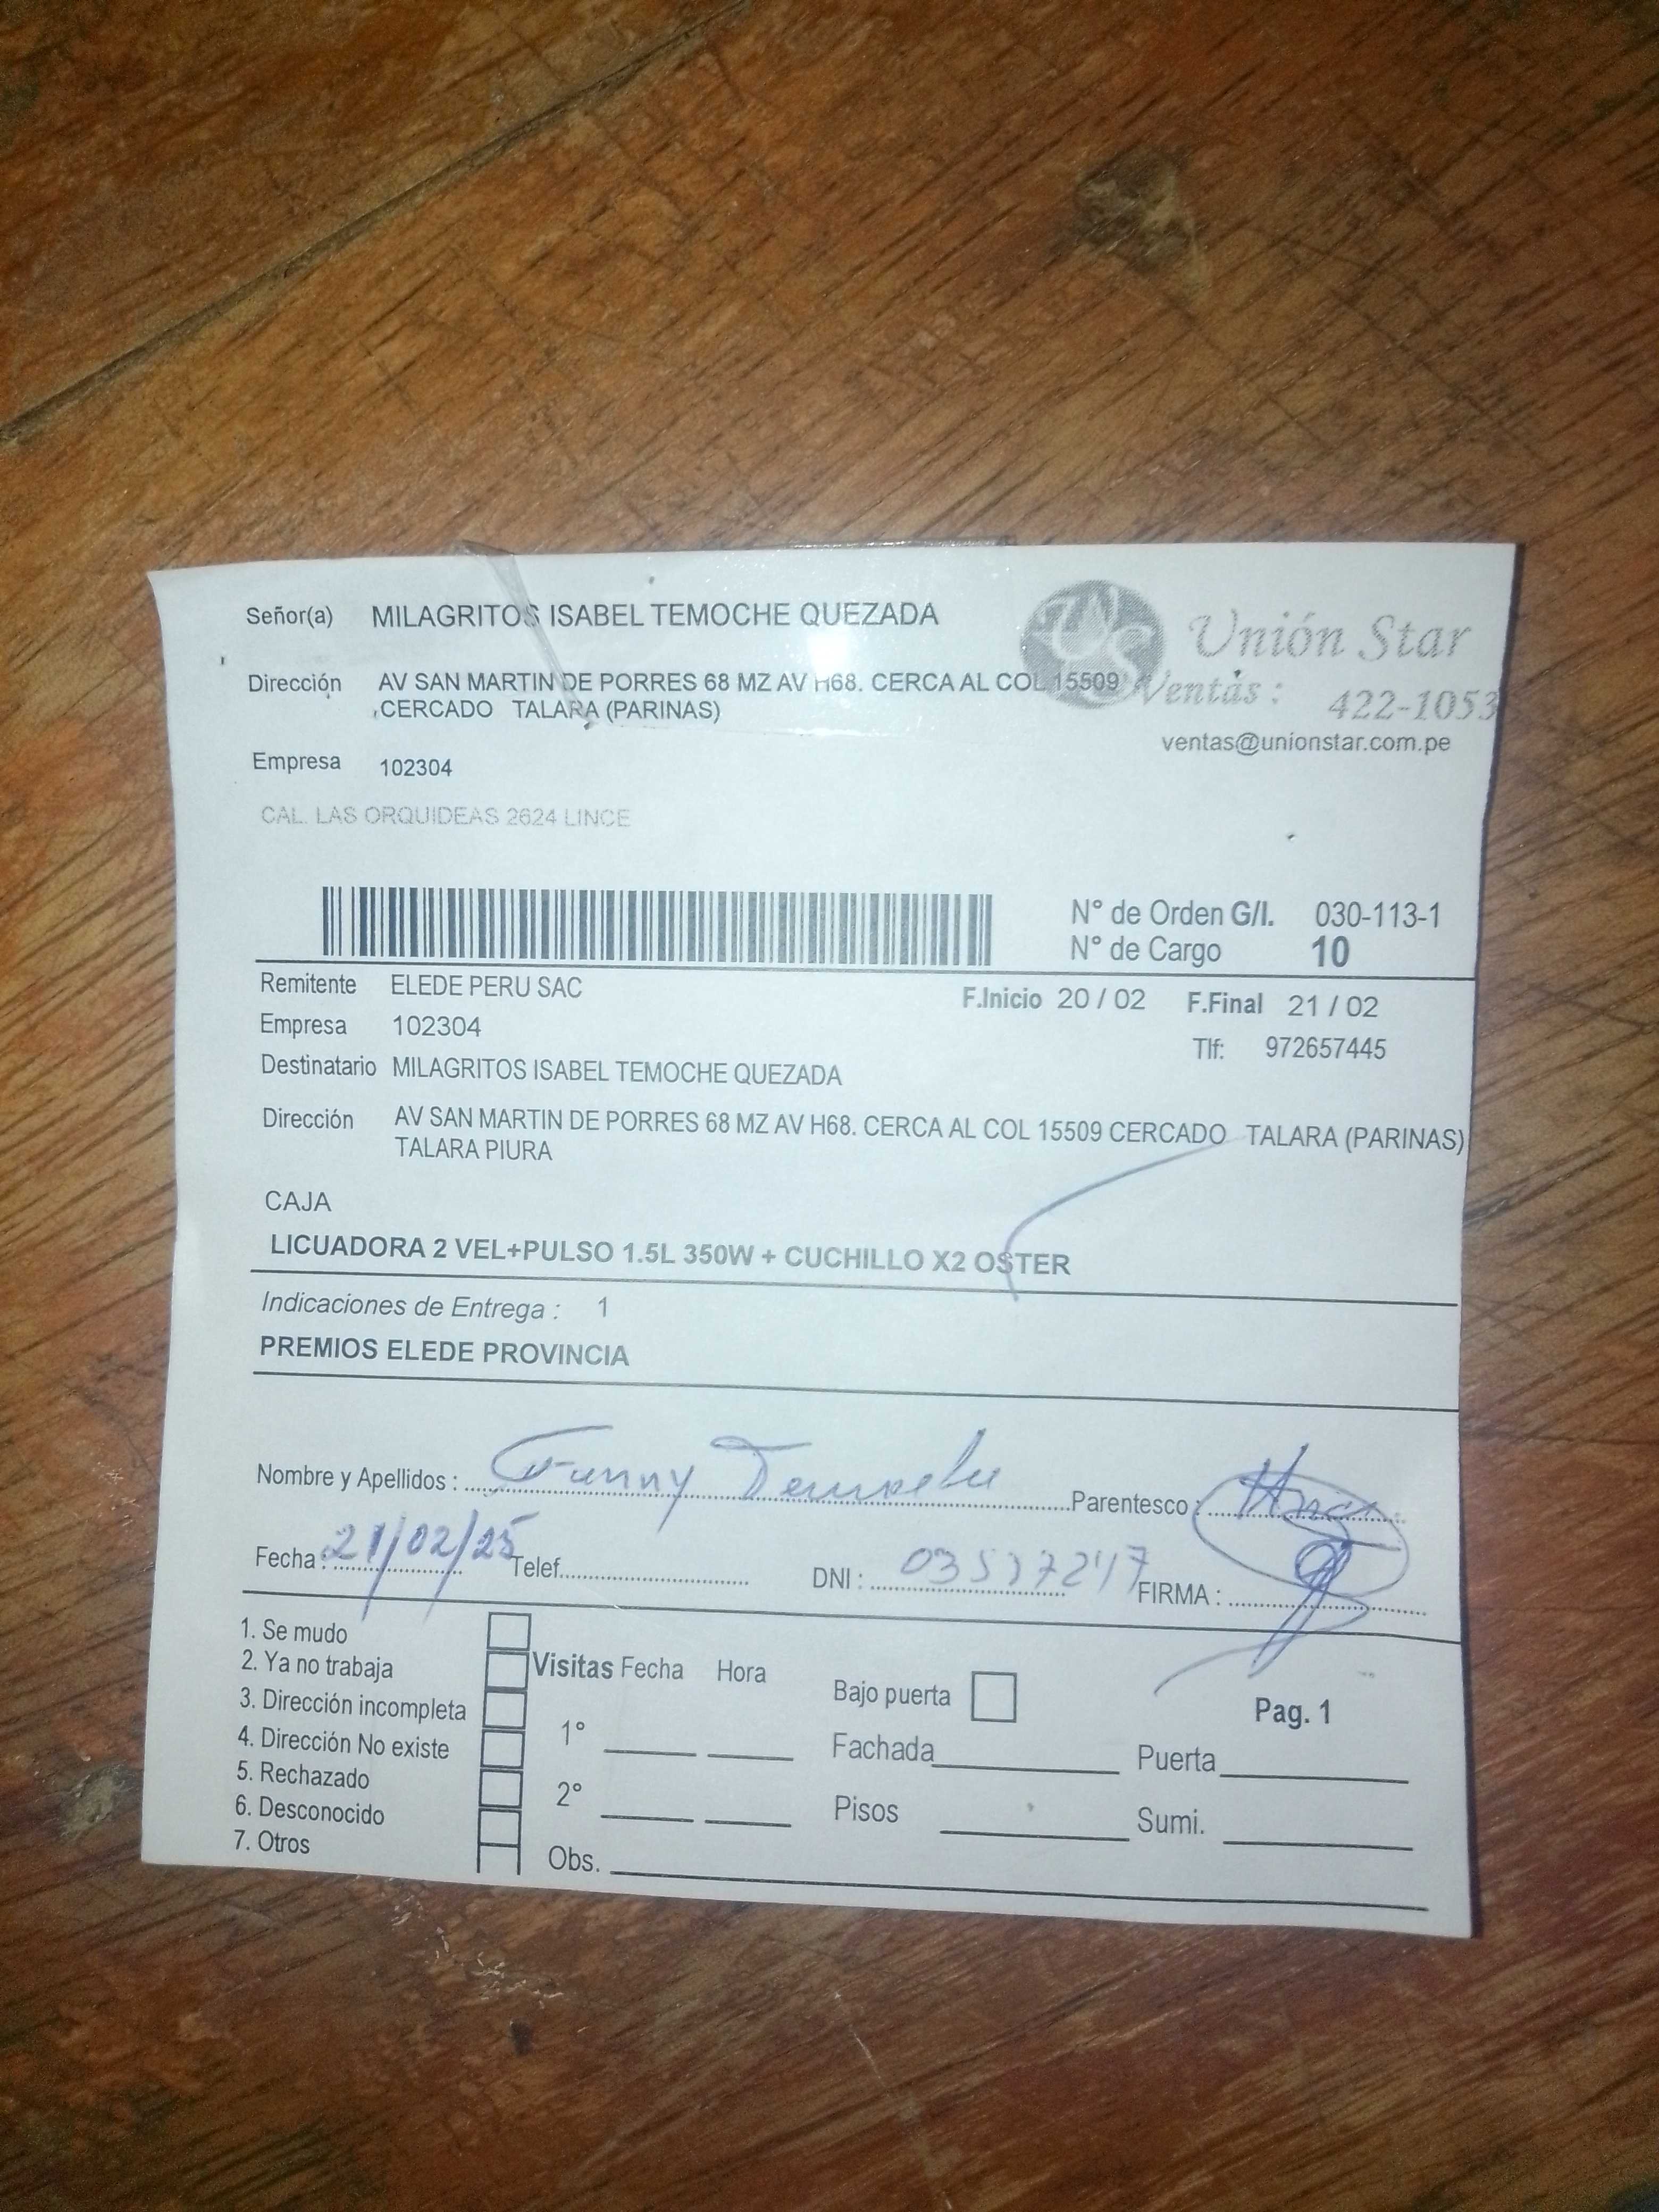 Señor(a) MILAGRITOS ISABEL TEMOCHE QUEZADA
Unión Star
Dirección AV SAN MARTIN DE PORRES 68 MZ AV H68. CERCA AL COL 15509
Ventas : 422-1053
,CERCADO TALARA (PARINAS)
ventas@unionstar.com.pe
Empresa 102304
CAL. LAS ORQUIDEAS 2624 LINCE
N° de Orden G/I. 030-113-1
N° de Cargo 10
Remitente ELEDE PERU SAC
F.Inicio 20 / 02 F.Final 21 / 02
Empresa 102304
Tlf: 972657445
Destinatario MILAGRITOS ISABEL TEMOCHE QUEZADA
Dirección AV SAN MARTIN DE PORRES 68 MZ AV H68. CERCA AL COL 15509 CERCADO TALARA (PARINAS)
TALARA PIURA
CAJA
LICUADORA 2 VEL+PULSO 1.5L 350W + CUCHILLO X2 OSTER
Indicaciones de Entrega : 1
PREMIOS ELEDE PROVINCIA
Nombre y Apellidos : Funny Parentesco :
Fecha : 21/02/25 Telef. DNI : FIRMA :
1. Se mudo
2. Ya no trabaja
3. Dirección incompleta
4. Dirección No existe
5. Rechazado
6. Desconocido
7. Otros
Visitas Fecha Hora
1°
2°
Obs.
Bajo puerta
Pag. 1
Fachada Puerta
Pisos Sumi.